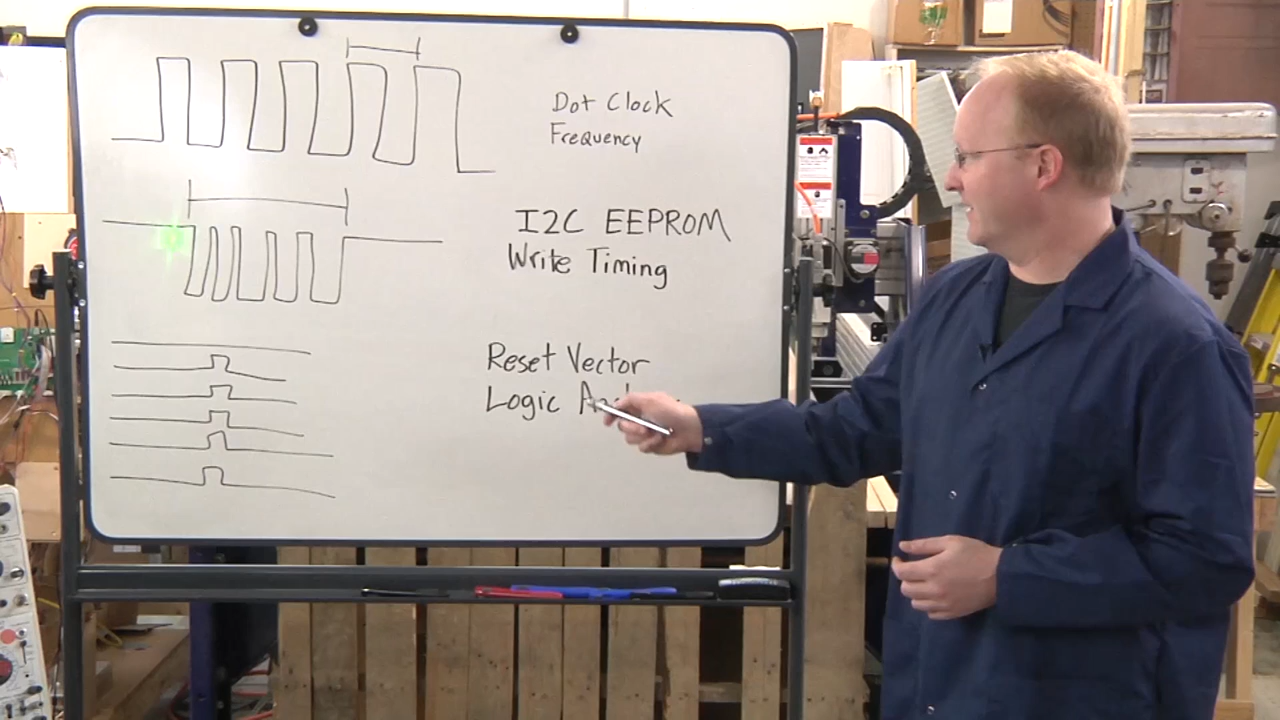 Dot Clock
Frequency
I2C EEPROM
Write Timing
Reset Vector
Logic